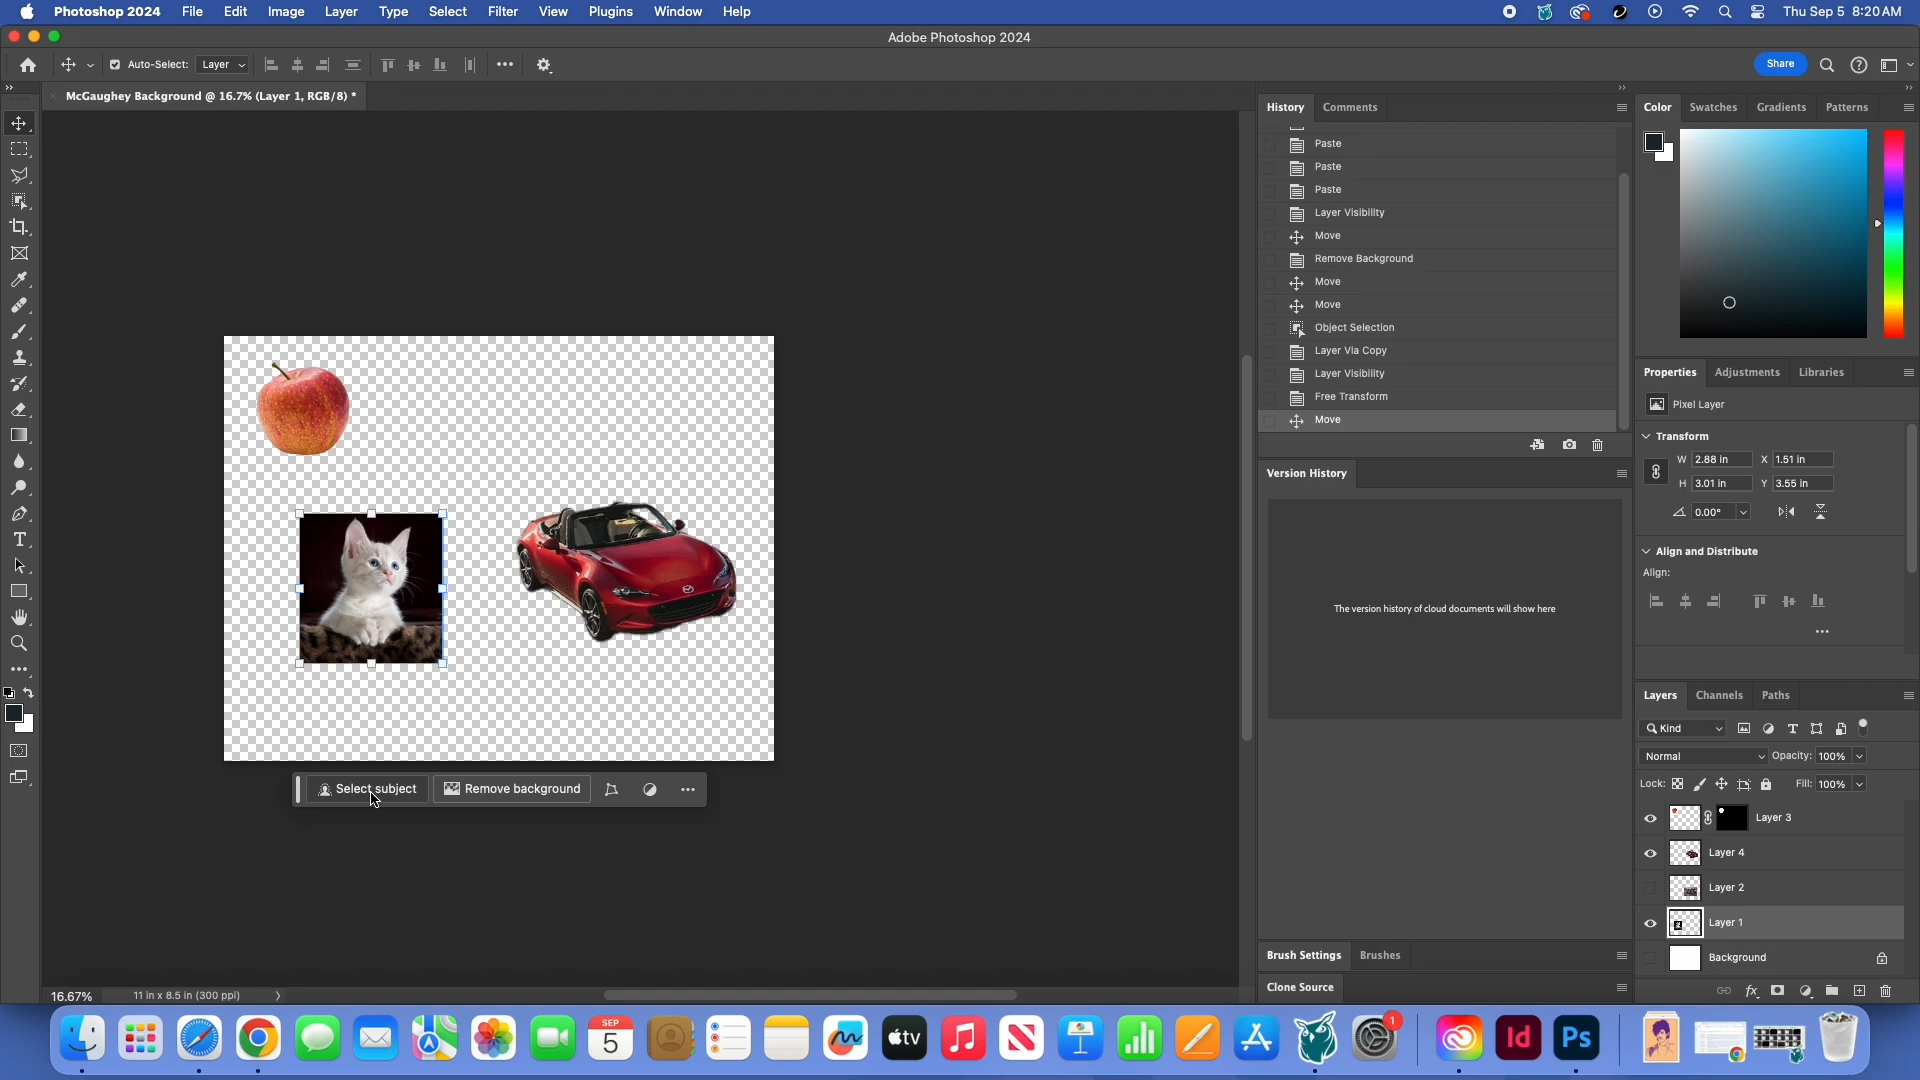 Photoshop 2024 File Edit Image Layer Type Select Filter View Plugins Window Help Thu Sep 5 8:20 AM
Adobe Photoshop 2024
Auto-Select: Layer Share
McGaughey Background @ 16.7% (Layer 1, RGB/8) *
History Comments
Paste
Paste
Paste
Layer Visibility
Move
Remove Background
Move
Move
Object Selection
Layer Via Copy
Layer Visibility
Free Transform
Move
Version History
The version history of cloud documents will show here
Brush Settings Brushes
Clone Source
Color Swatches Gradients Patterns
Properties Adjustments Libraries
Pixel Layer
Transform
W 2.88 in X 1.51 in
H 3.01 in Y 3.55 in
0.00°
Align and Distribute
Align:
Layers Channels Paths
Kind
Normal Opacity: 100%
Lock: Fill: 100%
Layer 3
Layer 4
Layer 2
Layer 1
Background
Select subject Remove background
16.67% 11 in x 8.5 in (300 ppi)
SEP
5
tv
1
Id
Ps